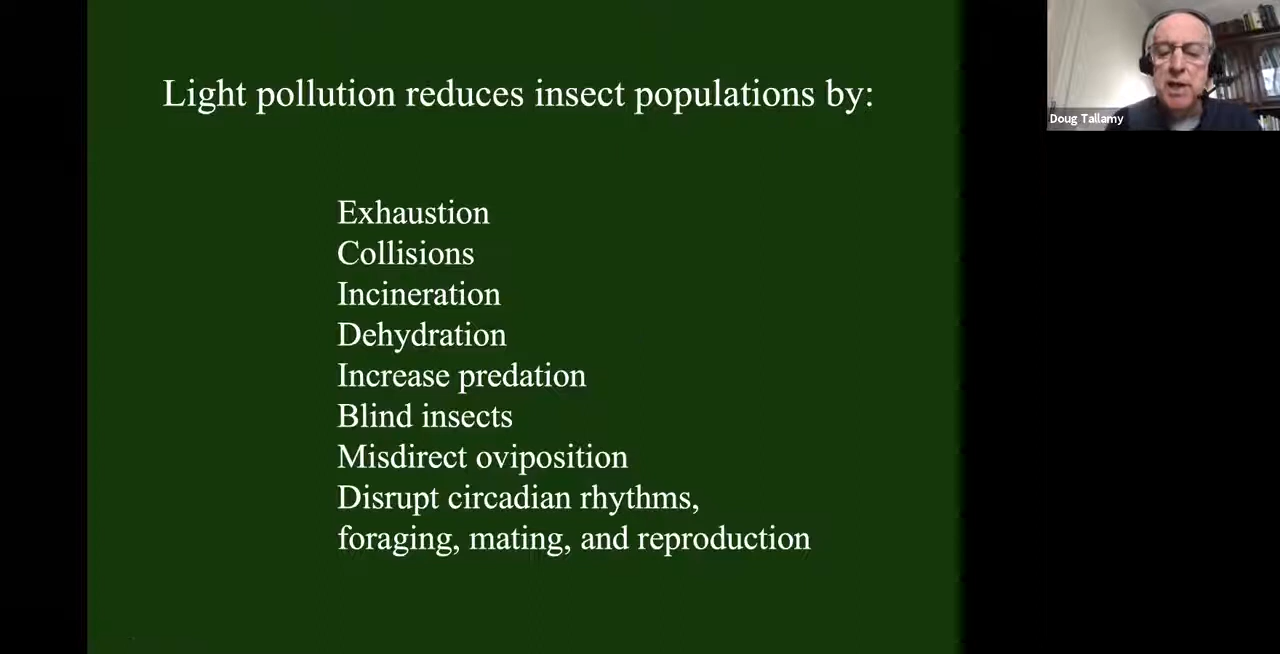 Light pollution reduces insect populations by:
Exhaustion
Collisions
Incineration
Dehydration
Increase predation
Blind insects
Misdirect oviposition
Disrupt circadian rhythms,
foraging, mating, and reproduction
Doug Tallamy